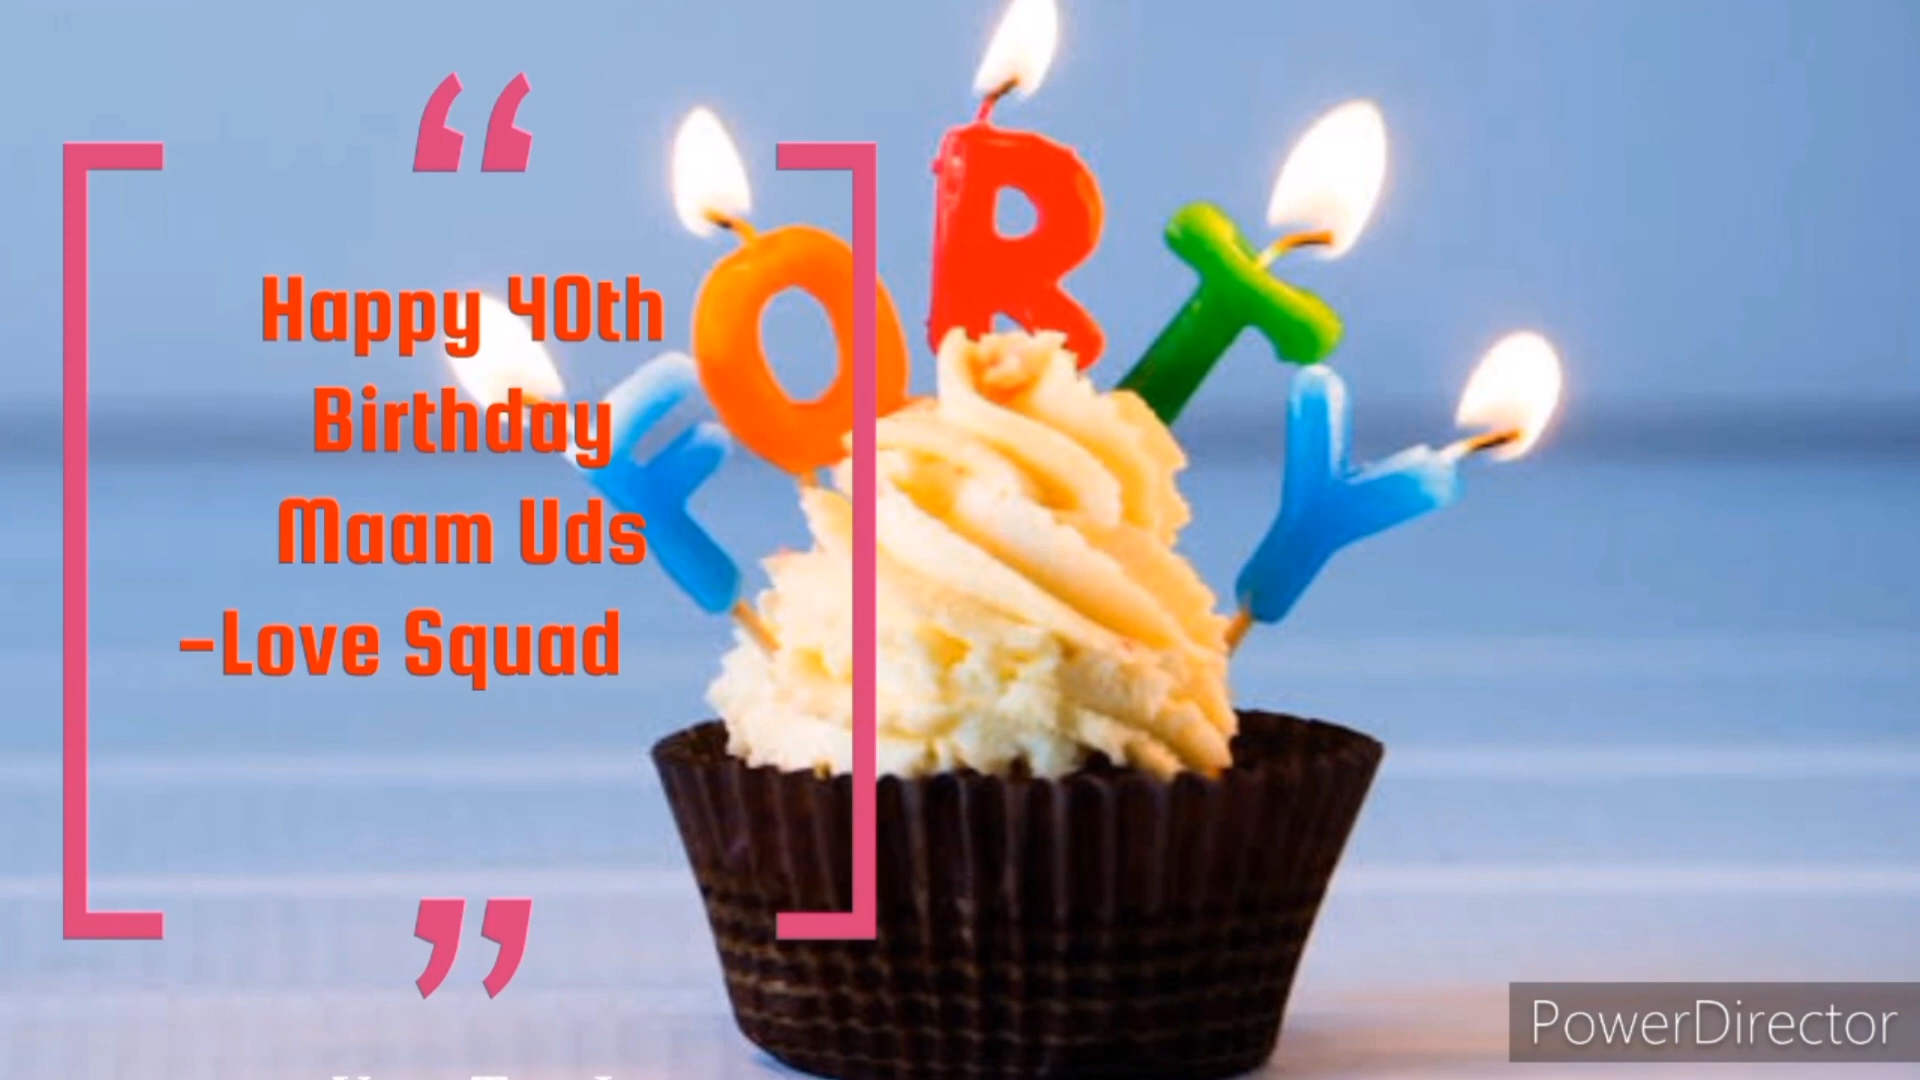 “
Happy 40th
Birthday
Maam Uds
-Love Squad
”
FORTY
PowerDirector